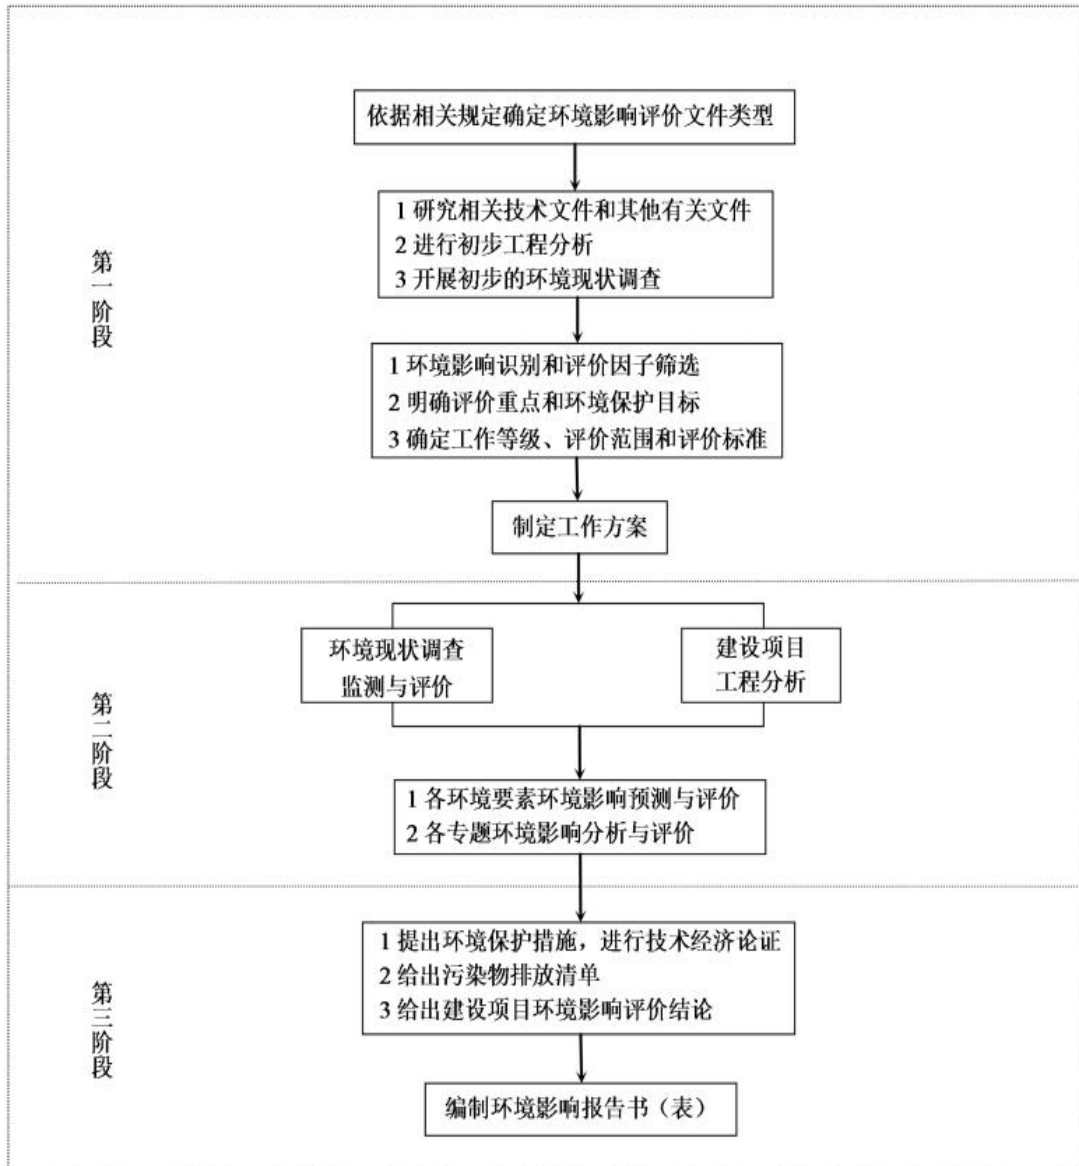 依据相关规定确定环境影响评价文件类型
1 研究相关技术文件和其他有关文件
2 进行初步工程分析
3 开展初步的环境现状调查
第一阶段
1 环境影响识别和评价因子筛选
2 明确评价重点和环境保护目标
3 确定工作等级、评价范围和评价标准
制定工作方案
环境现状调查
监测与评价
建设项目
工程分析
第二阶段
1 各环境要素环境影响预测与评价
2 各专题环境影响分析与评价
1 提出环境保护措施，进行技术经济论证
2 给出污染物排放清单
3 给出建设项目环境影响评价结论
第三阶段
编制环境影响报告书（表）